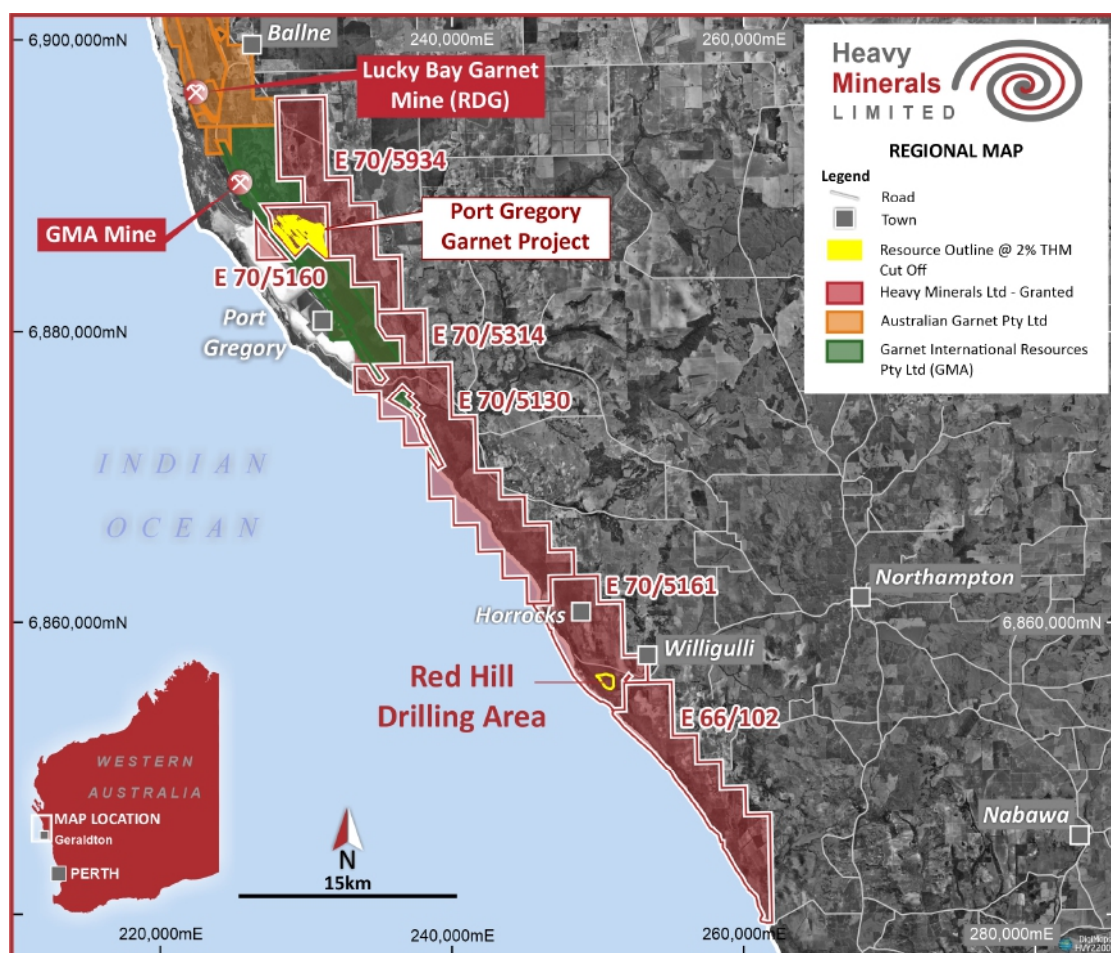 6,900,000mN
Ballne
240,000mE
260,000mE
Heavy
Minerals
LIMITED
REGIONAL MAP
Legend
Road
Town
Resource Outline @ 2% THM
Cut Off
Heavy Minerals Ltd - Granted
Australian Garnet Pty Ltd
Garnet International Resources
Pty Ltd (GMA)
Lucky Bay Garnet
Mine (RDG)
E 70/5934
GMA Mine
Port Gregory
Garnet Project
E 70/5160
Port
Gregory
6,880,000mN
E 70/5314
E 70/5130
INDIAN
OCEAN
E 70/5161
Northampton
Horrocks
6,860,000mN
6,860,000mN
Willigulli
Red Hill
Drilling Area
E 66/102
WESTERN
AUSTRALIA
MAP LOCATION
Geraldton
PERTH
N
15km
Nabawa
220,000mE
240,000mE
260,000mE
280,000mE